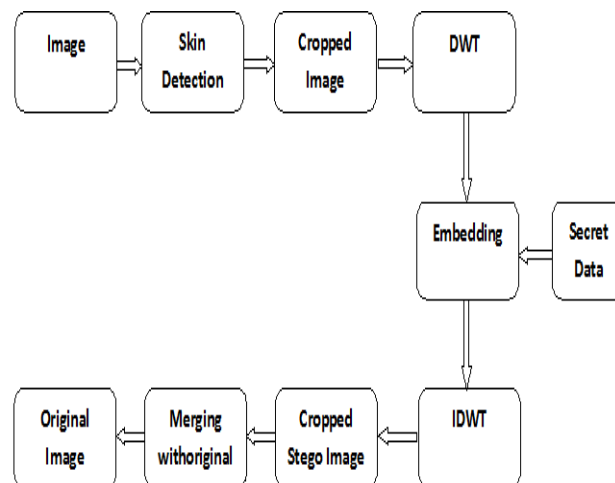 Image
Skin
Detection
Cropped
Image
DWT
Embedding
Secret
Data
Original
Image
Merging
withoriginal
Cropped
Stego Image
IDWT